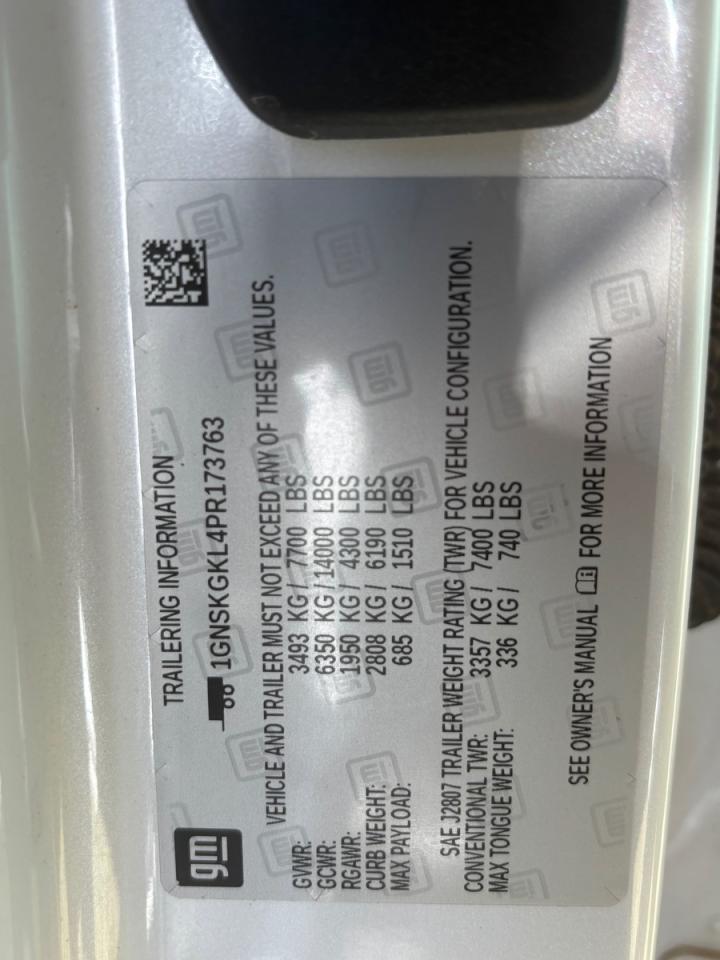 gm
TRAILERING INFORMATION
1GNSKGKL4PR173763
VEHICLE AND TRAILER MUST NOT EXCEED ANY OF THESE VALUES.
GVWR: 3493 KG / 7700 LBS
GCWR: 6350 KG / 14000 LBS
RGAWR: 1950 KG / 4300 LBS
CURB WEIGHT: 2808 KG / 6190 LBS
MAX PAYLOAD: 685 KG / 1510 LBS
SAE J2807 TRAILER WEIGHT RATING (TWR) FOR VEHICLE CONFIGURATION.
CONVENTIONAL TWR: 3357 KG / 7400 LBS
MAX TONGUE WEIGHT: 336 KG / 740 LBS
SEE OWNER'S MANUAL FOR MORE INFORMATION